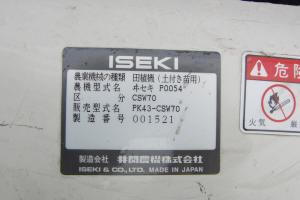 ISEKI
農業機械の種類 田植機(土付き苗用)
農機型式名 ヰセキ P0054
区分 CSW70
販売型式名 PK43-CSW70
製造番号 001521
製造会社 井関農機株式会社
ISEKI & CO., LTD. MADE IN JAPAN
危険
火気厳